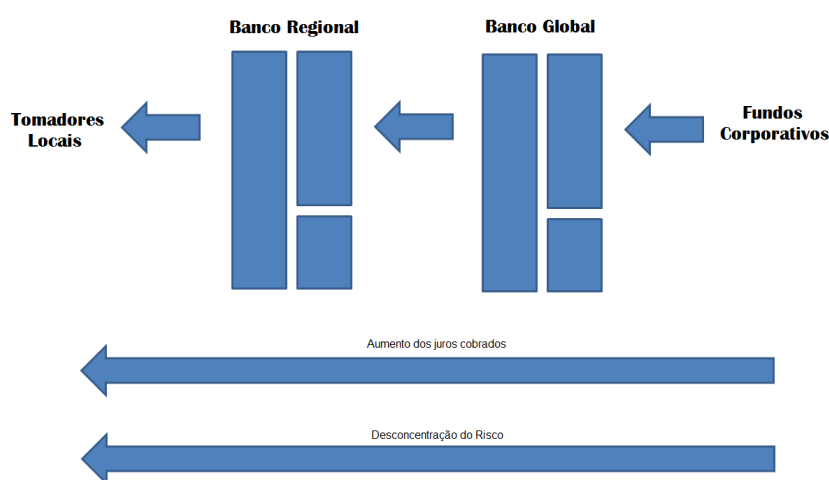 Banco Regional
Banco Global
Tomadores
Locais
Fundos
Corporativos
Aumento dos juros cobrados
Desconcentração do Risco